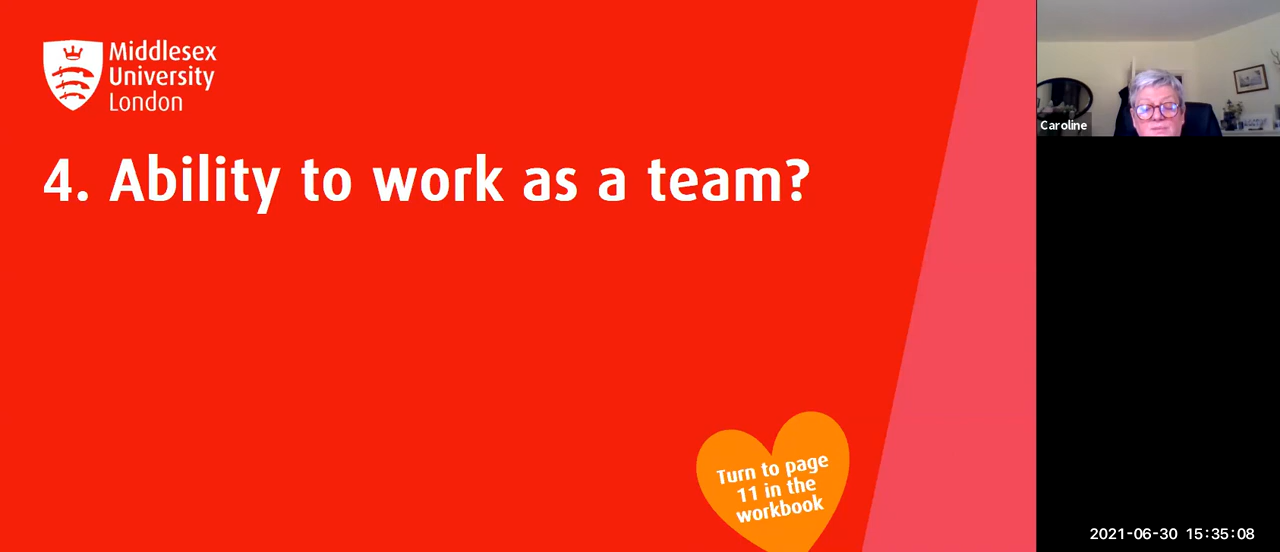 Middlesex
University
London
4. Ability to work as a team?
Turn to page
11 in the
workbook
Caroline
2021-06-30 15:35:08